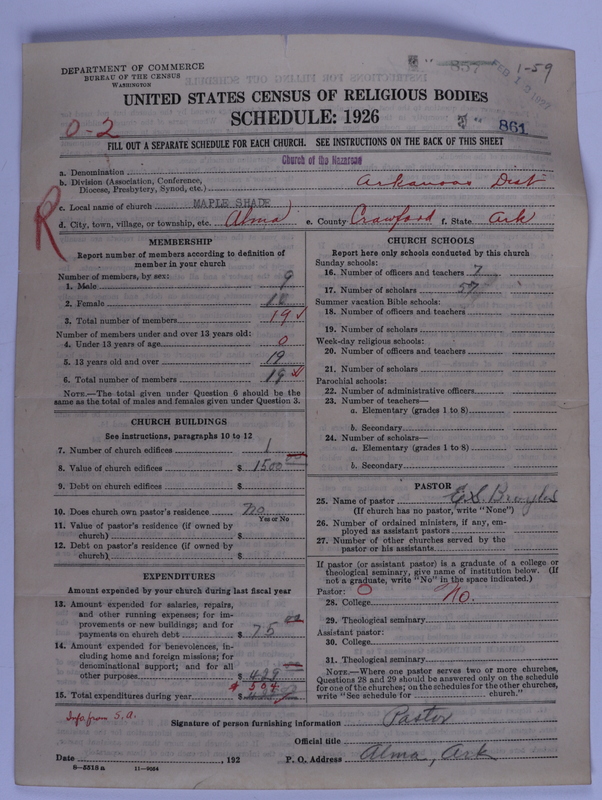 DEPARTMENT OF COMMERCE
BUREAU OF THE CENSUS
WASHINGTON
857
1-59
UNITED STATES CENSUS OF RELIGIOUS BODIES
SCHEDULE: 1926
861
0-2
FILL OUT A SEPARATE SCHEDULE FOR EACH CHURCH. SEE INSTRUCTIONS ON THE BACK OF THIS SHEET
Church of the Nazarene
a. Denomination
b. Division (Association, Conference, Diocese, Presbytery, Synod, etc.) Arkansas Dist
c. Local name of church MAPLE SHADE
d. City, town, village, or township, etc. Alma e. County Crawford f. State Ark
R
MEMBERSHIP
Report number of members according to definition of
member in your church
Number of members, by sex:
1. Male 9
2. Female 10
3. Total number of members 19
Number of members under and over 13 years old:
4. Under 13 years of age 0
5. 13 years old and over 19
6. Total number of members 19
NOTE.—The total given under Question 6 should be
same as the total of males and females given under Question 3.
CHURCH BUILDINGS
See instructions, paragraphs 10 to 12
7. Number of church edifices 1
8. Value of church edifices $ 1500 00
9. Debt on church edifices $
10. Does church own pastor's residence No
Yes or No
11. Value of pastor's residence (if owned by
church) $
12. Debt on pastor's residence (if owned by
church) $
EXPENDITURES
Amount expended by your church during last fiscal year
13. Amount expended for salaries, repairs,
and other running expenses; for im-
provements or new buildings; and for
payments on church debt $ 75
14. Amount expended for benevolences, in-
cluding home and foreign missions; for
denominational support; and for all
other purposes $ 429
15. Total expenditures during year $ 504
CHURCH SCHOOLS
Report here only schools conducted by this church
Sunday schools:
16. Number of officers and teachers 7
17. Number of scholars 57
Summer vacation Bible schools:
18. Number of officers and teachers
19. Number of scholars
Week-day religious schools:
20. Number of officers and teachers
21. Number of scholars
Parochial schools:
22. Number of administrative officers
23. Number of teachers—
a. Elementary (grades 1 to 8)
b. Secondary
24. Number of scholars—
a. Elementary (grades 1 to 8)
b. Secondary
PASTOR
25. Name of pastor E. S. Broyles
(If church has no pastor, write "None")
26. Number of ordained ministers, if any, em-
ployed as assistant pastors
27. Number of other churches served by the
pastor or his assistants
If pastor (or assistant pastor) is a graduate of a college or
theological seminary, give name of institution below. (If
not a graduate, write "No" in the space indicated.)
Pastor: 0
28. College No.
29. Theological seminary
Assistant pastor:
30. College
31. Theological seminary
NOTE.—Where one pastor serves two or more churches,
Questions 28 and 29 should be answered only on the schedule
for one of the churches; on the schedules for the other churches,
write "See schedule for church."
Info. from S.A.
Signature of person furnishing information Pastor
Official title
Date , 192 P. O. Address Alma, Ark
8-5518a 11-9024